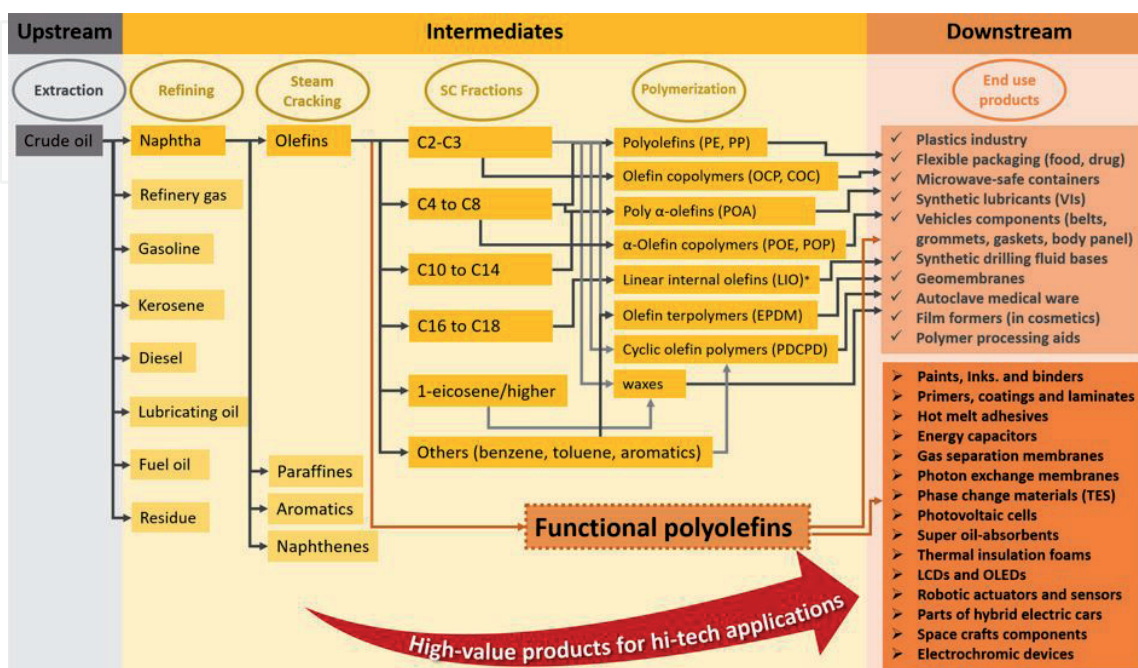 Upstream
Intermediates
Downstream
Extraction
Refining
Steam
Cracking
SC Fractions
Polymerization
End use
products
Crude oil
Naphtha
Refinery gas
Gasoline
Kerosene
Diesel
Lubricating oil
Fuel oil
Residue
Olefins
Paraffines
Aromatics
Naphthenes
C2-C3
C4 to C8
C10 to C14
C16 to C18
1-eicosene/higher
Others (benzene, toluene, aromatics)
Polyolefins (PE, PP)
Olefin copolymers (OCP, COC)
Poly α-olefins (POA)
α-Olefin copolymers (POE, POP)
Linear internal olefins (LIO)*
Olefin terpolymers (EPDM)
Cyclic olefin polymers (PDCPD)
waxes
Functional polyolefins
High-value products for hi-tech applications
✓ Plastics industry
✓ Flexible packaging (food, drug)
✓ Microwave-safe containers
✓ Synthetic lubricants (VIs)
✓ Vehicles components (belts,
grommets, gaskets, body panel)
✓ Synthetic drilling fluid bases
✓ Geomembranes
✓ Autoclave medical ware
✓ Film formers (in cosmetics)
✓ Polymer processing aids
➢ Paints, Inks. and binders
➢ Primers, coatings and laminates
➢ Hot melt adhesives
➢ Energy capacitors
➢ Gas separation membranes
➢ Photon exchange membranes
➢ Phase change materials (TES)
➢ Photovoltaic cells
➢ Super oil-absorbents
➢ Thermal insulation foams
➢ LCDs and OLEDs
➢ Robotic actuators and sensors
➢ Parts of hybrid electric cars
➢ Space crafts components
➢ Electrochromic devices